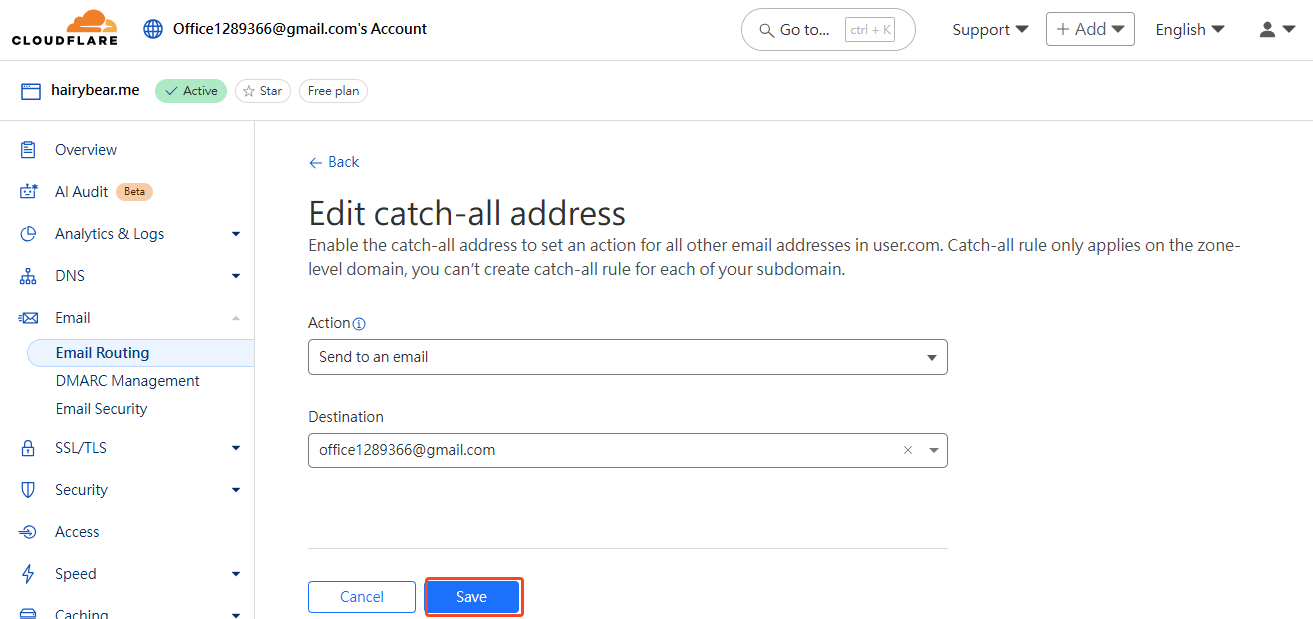 CLOUDFLARE
Office1289366@gmail.com's Account
Go to...
ctrl + K
Support
+ Add
English
hairybear.me
Active
Star
Free plan
Overview
AI Audit Beta
Analytics & Logs
DNS
Email
Email Routing
DMARC Management
Email Security
SSL/TLS
Security
Access
Speed
Caching
← Back
Edit catch-all address
Enable the catch-all address to set an action for all other email addresses in user.com. Catch-all rule only applies on the zone-
level domain, you can’t create catch-all rule for each of your subdomain.
Action
Send to an email
Destination
office1289366@gmail.com
Cancel
Save